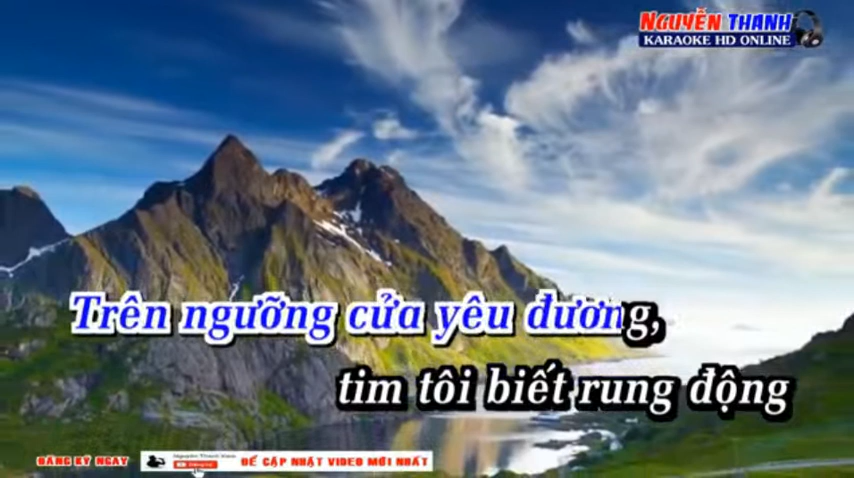 NGUYỄN THANH
KARAOKE HD ONLINE
Trên ngưỡng cửa yêu đương,
tim tôi biết rung động
ĐĂNG KÝ NGAY
ĐỂ CẬP NHẬT VIDEO MỚI NHẤT